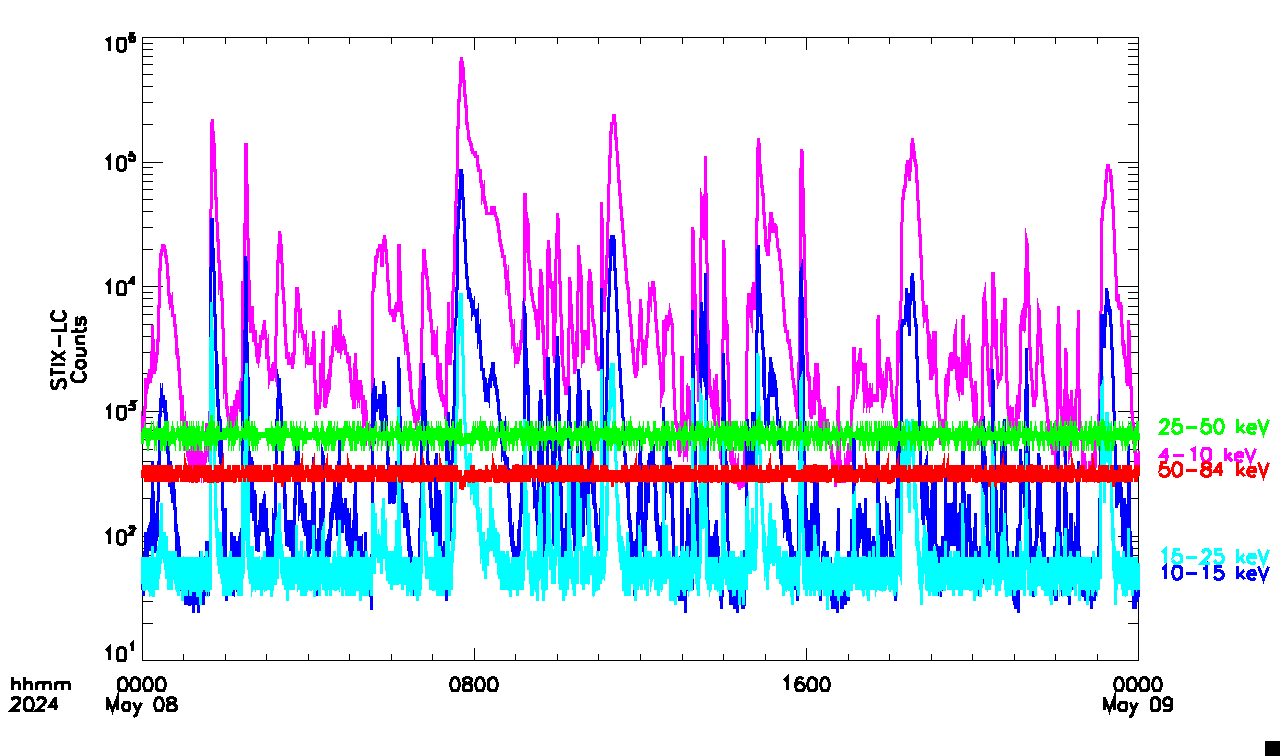 10⁶
10⁵
10⁴
10³
10²
10¹
STIX-LC
Counts
25-50 keV
4-10 keV
50-84 keV
15-25 keV
10-15 keV
hhmm 0000 0800 1600 0000
2024 May 08 May 09